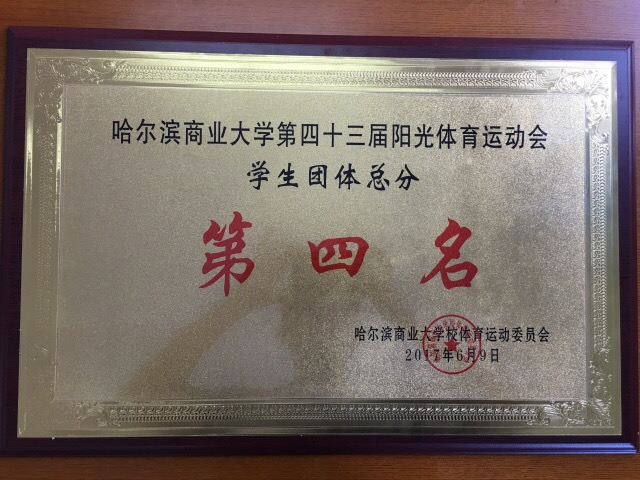 哈尔滨商业大学第四十三届阳光体育运动会
学生团体总分
第四名
哈尔滨商业大学校体育运动委员会
2017年6月9日